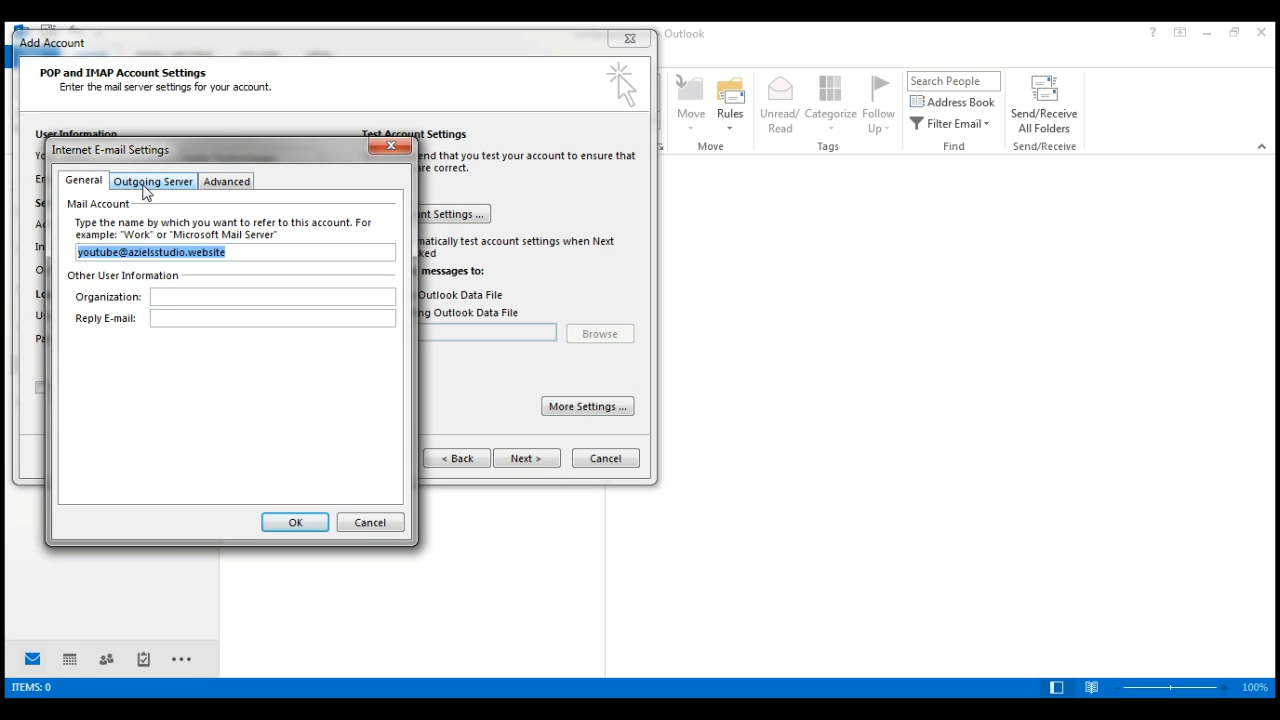 Add Account
- Outlook
POP and IMAP Account Settings
Enter the mail server settings for your account.
User Information
Test Account Settings
end that you test your account to ensure that
are correct.
nt Settings ...
matically test account settings when Next
ked
messages to:
Outlook Data File
ng Outlook Data File
Browse
More Settings ...
< Back
Next >
Cancel
Internet E-mail Settings
General
Outgoing Server
Advanced
Mail Account
Type the name by which you want to refer to this account. For
example: "Work" or "Microsoft Mail Server"
youtube@azielsstudio.website
Other User Information
Organization:
Reply E-mail:
OK
Cancel
Move
Rules
Move
Unread/
Read
Categorize
Follow
Up
Tags
Search People
Address Book
Filter Email
Find
Send/Receive
All Folders
Send/Receive
ITEMS: 0
100%